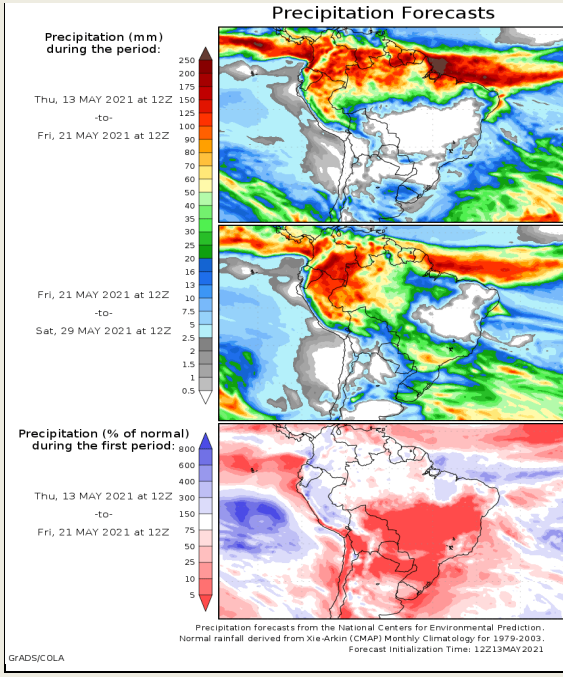 Precipitation Forecasts
Precipitation (mm)
during the period:
Thu, 13 MAY 2021 at 12Z
-to-
Fri, 21 MAY 2021 at 12Z
250
200
175
150
125
100
90
80
70
60
50
40
35
30
25
20
16
13
10
7.5
5
2.5
2
1.5
1
0.5
Fri, 21 MAY 2021 at 12Z
-to-
Sat, 29 MAY 2021 at 12Z
Precipitation (% of normal)
during the first period:
Thu, 13 MAY 2021 at 12Z
-to-
Fri, 21 MAY 2021 at 12Z
800
600
400
300
150
75
50
25
10
5
Precipitation forecasts from the National Centers for Environmental Prediction.
Normal rainfall derived from Xie-Arkin (CMAP) Monthly Climatology for 1979-2003.
Forecast Initialization Time: 12Z13MAY2021
GrADS/COLA